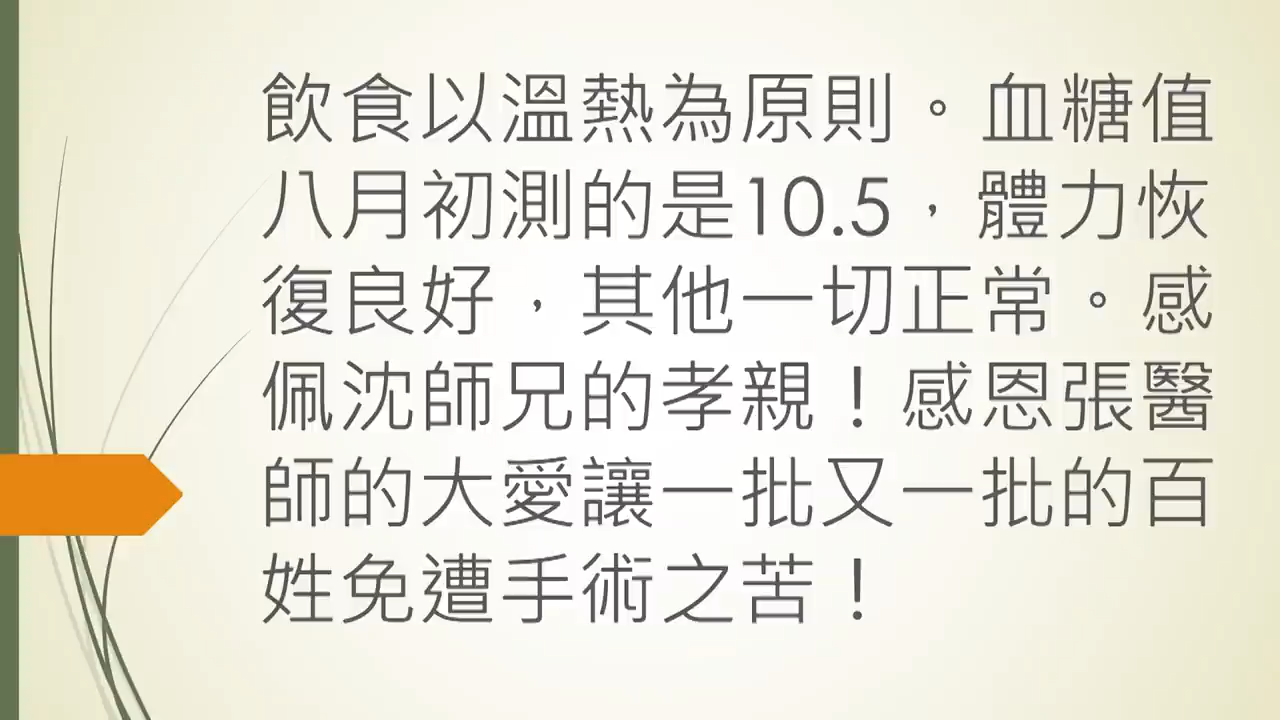 飲食以溫熱為原則。血糖值
八月初測的是10.5，體力恢
復良好，其他一切正常。感
佩沈師兄的孝親！感恩張醫
師的大愛讓一批又一批的百
姓免遭手術之苦！